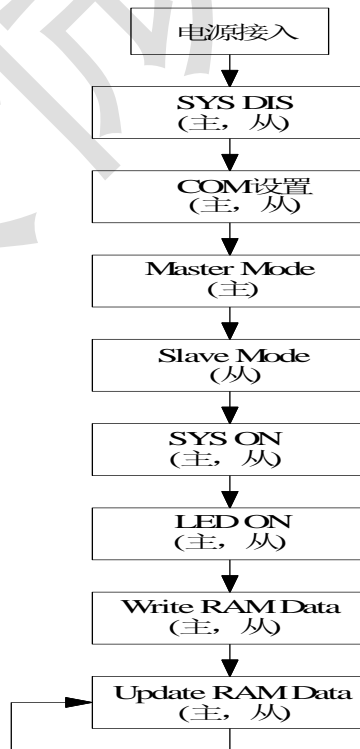 电源接入
SYS DIS
(主，从)
COM设置
(主，从)
Master Mode
(主)
Slave Mode
(从)
SYS ON
(主，从)
LED ON
(主，从)
Write RAM Data
(主，从)
Update RAM Data
(主，从)